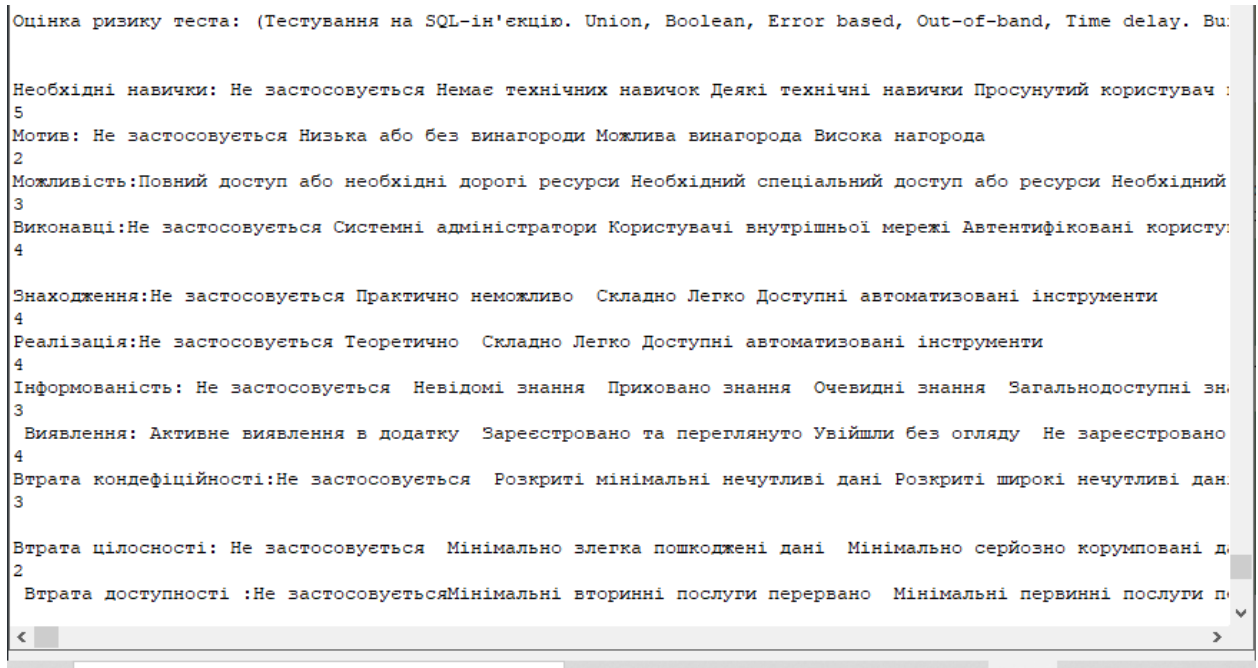 Оцінка ризику теста: (Тестування на SQL-ін'єкцію. Union, Boolean, Error based, Out-of-band, Time delay.
Необхідні навички: Не застосовується Немає технічних навичок Деякі технічні навички Просунутий користувач
5
Мотив: Не застосовується Низька або без винагороди Можлива винагорода Висока нагорода
2
Можливість:Повний доступ або необхідні дорогі ресурси Необхідний спеціальний доступ або ресурси Необхідний
3
Виконавці:Не застосовується Системні адміністратори Користувачі внутрішньої мережі Автентифіковані
4
Знаходження:Не застосовується Практично неможливо  Складно Легко Доступні автоматизовані інструменти
4
Реалізація:Не застосовується Теоретично  Складно Легко Доступні автоматизовані інструменти
4
Інформованість: Не застосовується  Невідомі знання  Приховано знання  Очевидні знання  Загальнодоступні
3
Виявлення: Активне виявлення в додатку  Зареєстровано та переглянуто Увійшли без огляду  Не зареєстровано
4
Втрата кондефіційності:Не застосовується  Розкриті мінімальні нечутливі дані Розкриті широкі нечутливі
3
Втрата цілосності: Не застосовується  Мінімально злегка пошкоджені дані  Мінімально серйозно корумповані
2
Втрата доступності :Не застосовуєтьсяМінімальні вторинні послуги перервано  Мінімальні первинні послуги